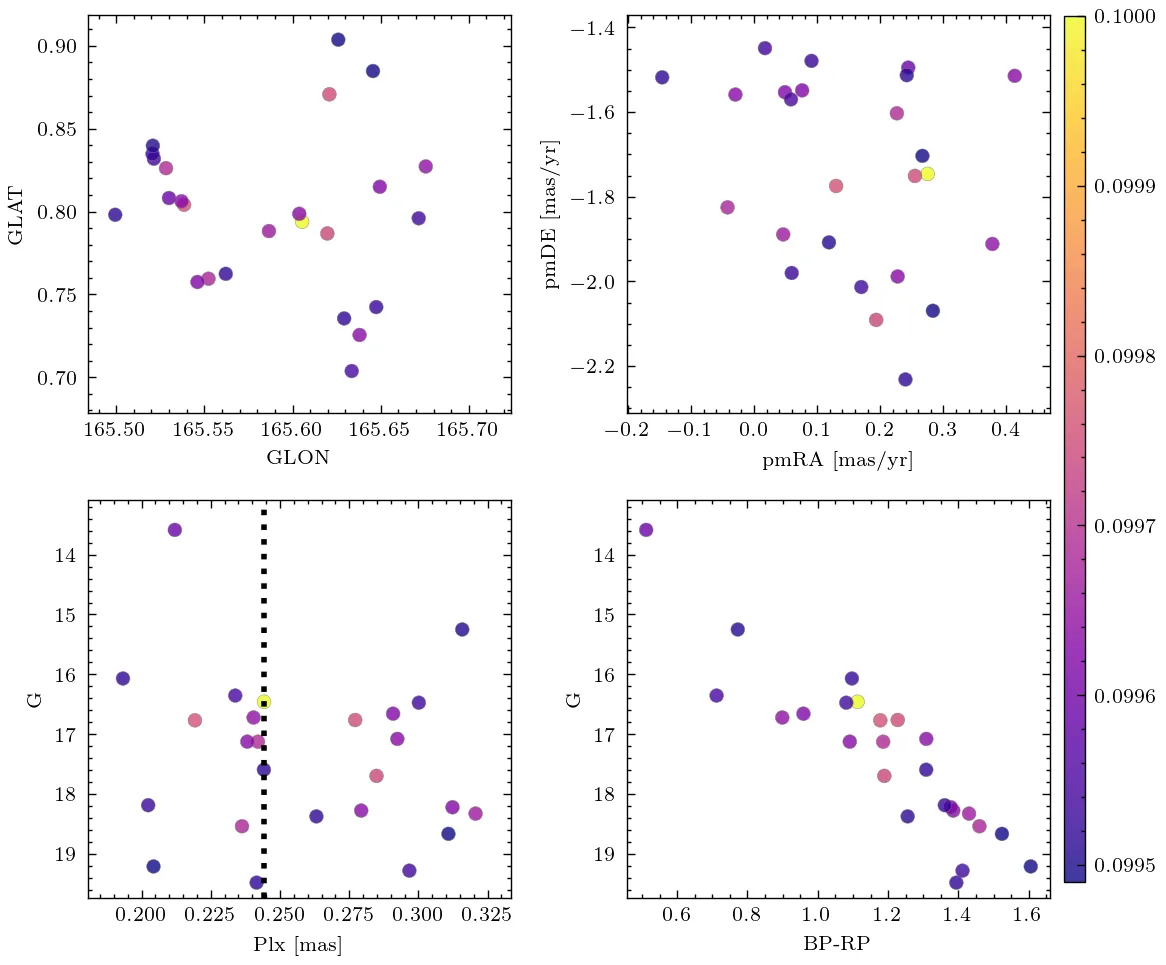 0.90
0.85
0.80
0.75
0.70
GLAT
165.50 165.55 165.60 165.65 165.70
GLON
−1.4
−1.6
−1.8
−2.0
−2.2
pmDE [mas/yr]
−0.2 −0.1 0.0 0.1 0.2 0.3 0.4
pmRA [mas/yr]
14
15
16
17
18
19
G
0.200 0.225 0.250 0.275 0.300 0.325
Plx [mas]
14
15
16
17
18
19
G
0.6 0.8 1.0 1.2 1.4 1.6
BP-RP
0.1000
0.0999
0.0998
0.0997
0.0996
0.0995